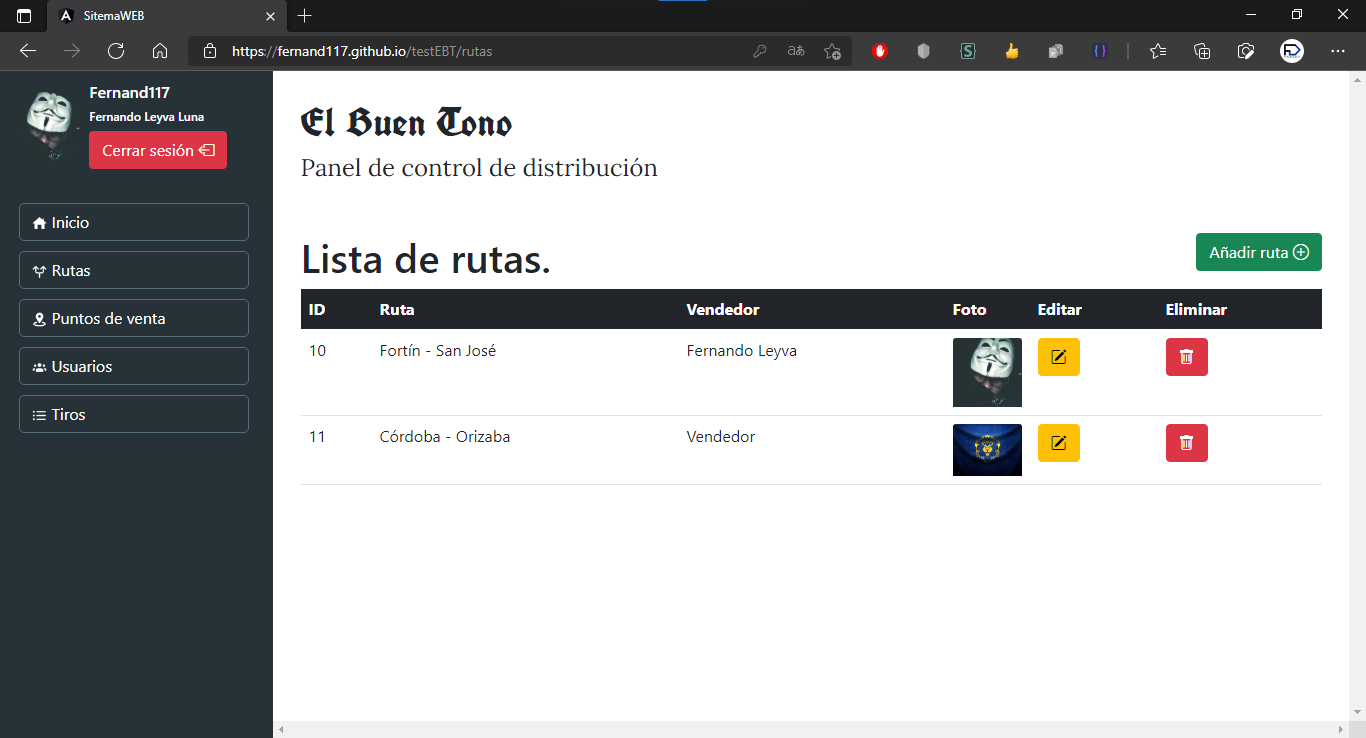 SitemaWEB
https://fernand117.github.io/testEBT/rutas
Fernand117
Fernando Leyva Luna
Cerrar sesión
Inicio
Rutas
Puntos de venta
Usuarios
Tiros
El Buen Tono
Panel de control de distribución
Lista de rutas.
Añadir ruta
ID Ruta Vendedor Foto Editar Eliminar
10 Fortín - San José Fernando Leyva
11 Córdoba - Orizaba Vendedor